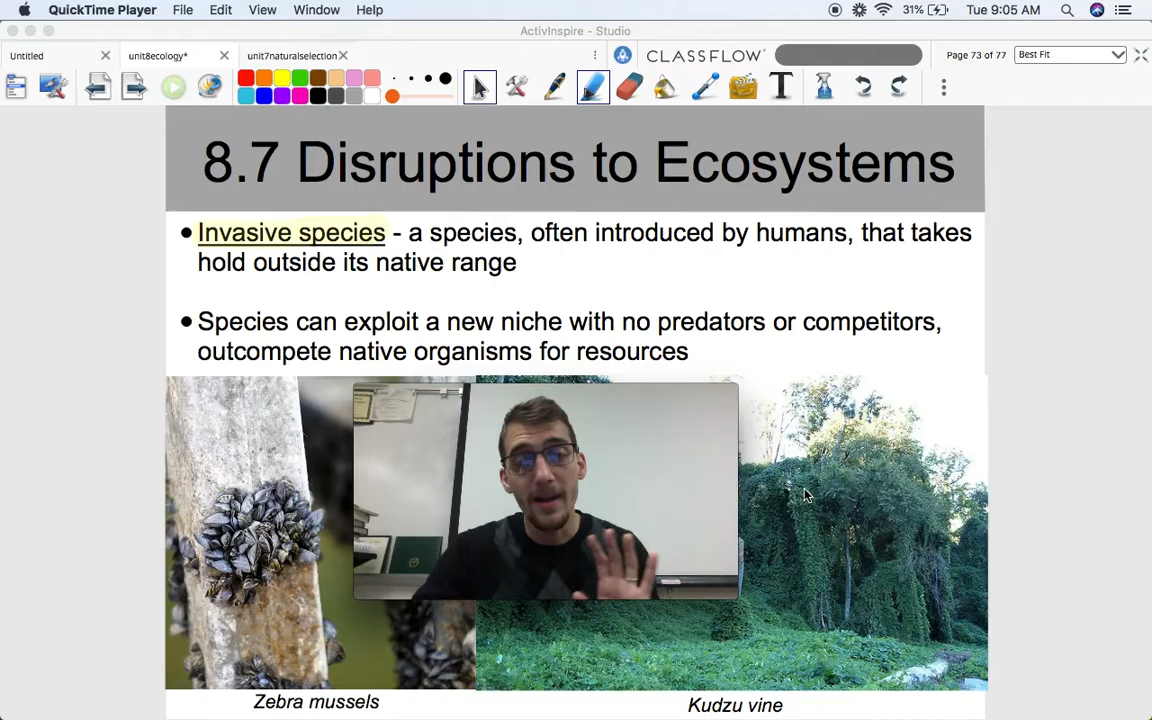 QuickTime Player File Edit View Window Help 31% Tue 9:05 AM
ActivInspire - Studio
Untitled unit8ecology* unit7naturalselection CLASSFLOW Page 73 of 77 Best Fit
8.7 Disruptions to Ecosystems
• Invasive species - a species, often introduced by humans, that takes
hold outside its native range
• Species can exploit a new niche with no predators or competitors,
outcompete native organisms for resources
Zebra mussels
Kudzu vine